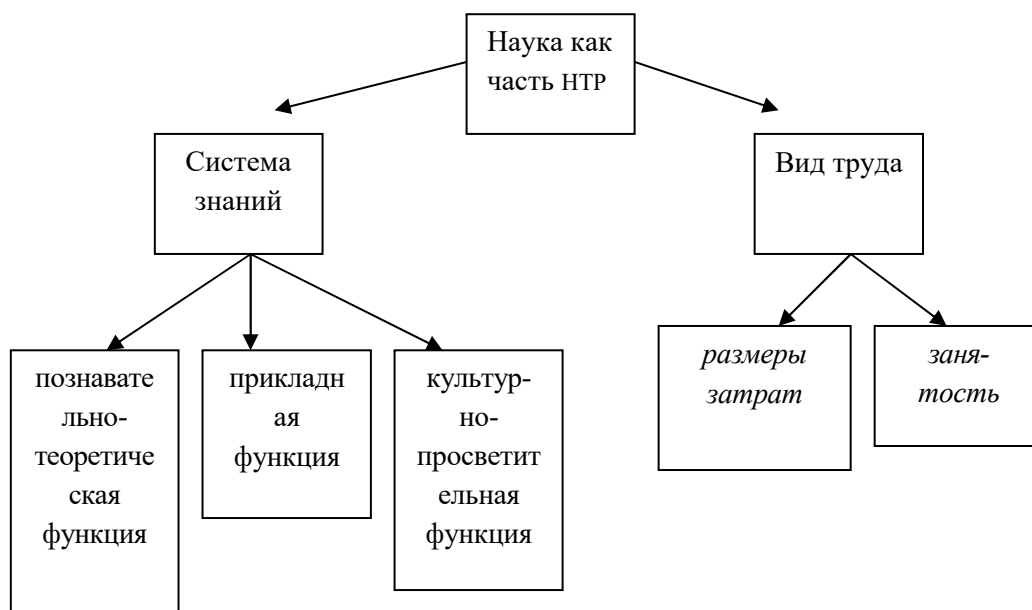 Наука как
часть НТР
Система
знаний
Вид труда
познавате
льно-
теоретиче
ская
функция
прикладн
ая
функция
культур-
но-
просветит
ельная
функция
размеры
затрат
заня-
тость